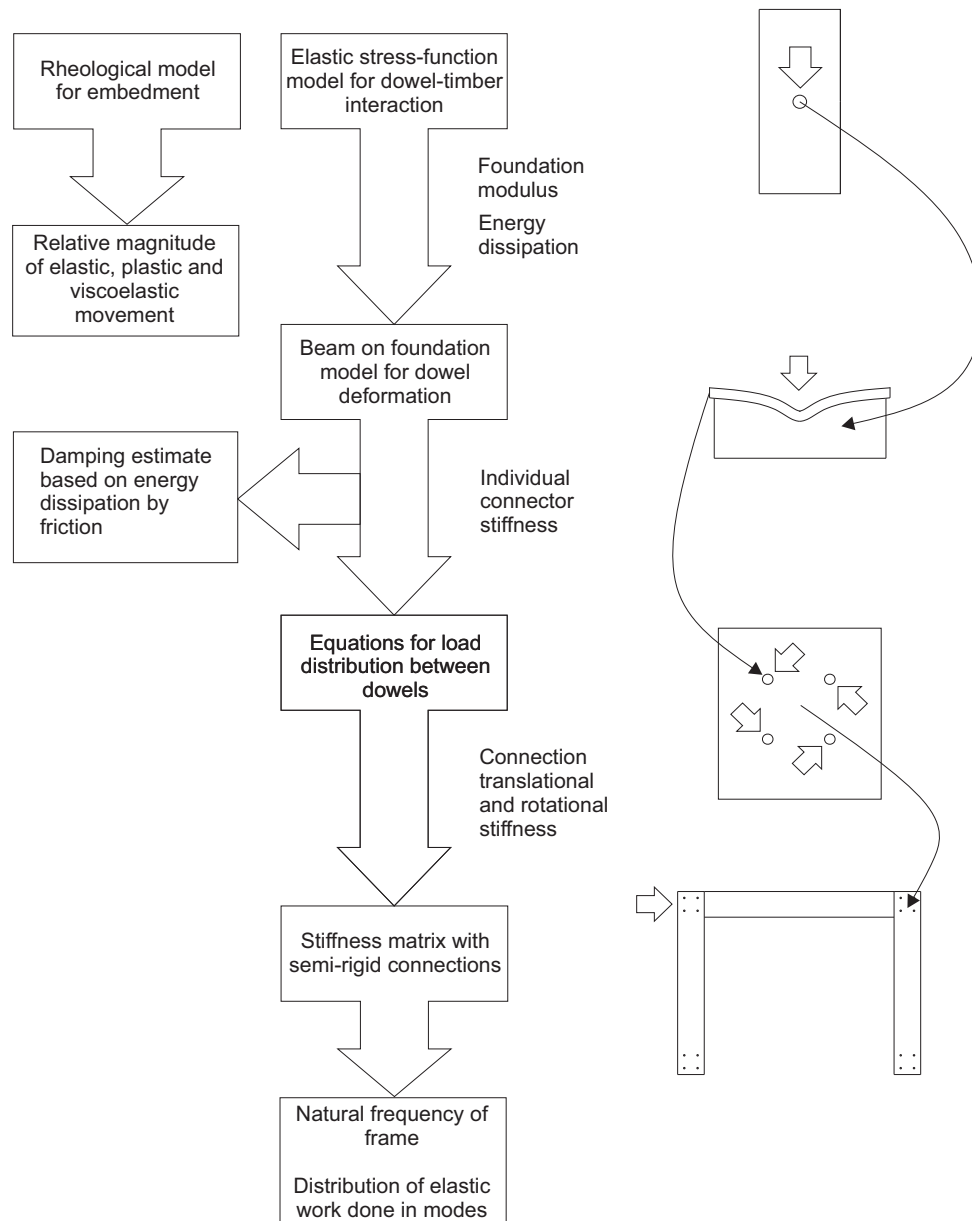 Rheological model
for embedment
Elastic stress-function
model for dowel-timber
interaction
Foundation
modulus
Energy
dissipation
Relative magnitude
of elastic, plastic and
viscoelastic
movement
Beam on foundation
model for dowel
deformation
Damping estimate
based on energy
dissipation by
friction
Individual
connector
stiffness
Equations for load
distribution between
dowels
Connection
translational
and rotational
stiffness
Stiffness matrix with
semi-rigid connections
Natural frequency of
frame
Distribution of elastic
work done in modes